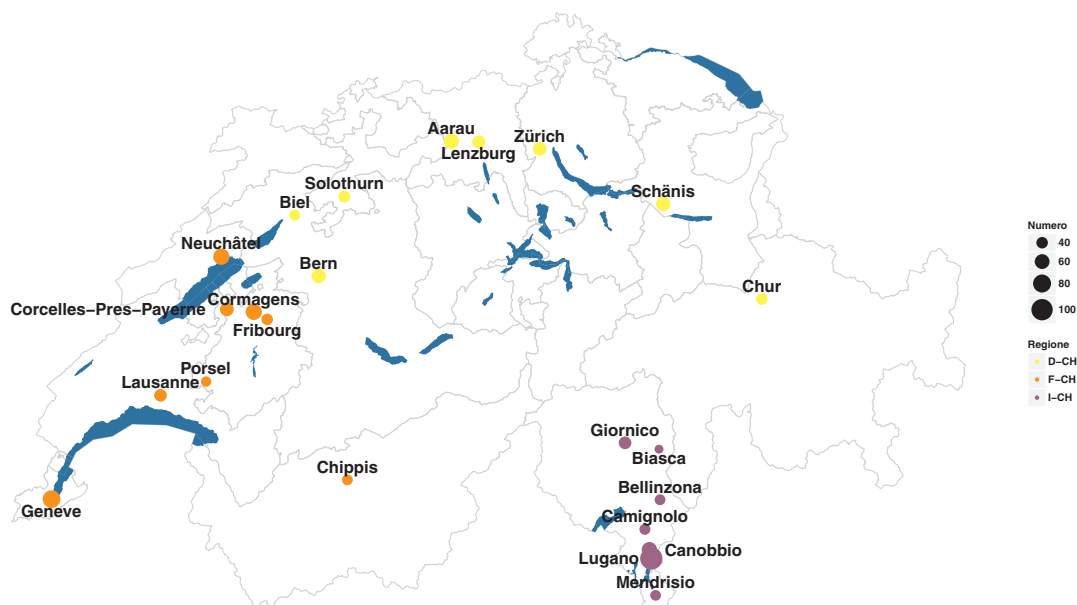 Aarau
Zürich
Lenzburg
Solothurn
Schänis
Biel
Neuchâtel
Bern
Chur
Cormagens
Corcelles−Pres−Payerne
Fribourg
Porsel
Lausanne
Giornico
Biasca
Chippis
Bellinzona
Geneve
Camignolo
Canobbio
Lugano
Mendrisio
Numero
40
60
80
100
Regione
D−CH
F−CH
I−CH